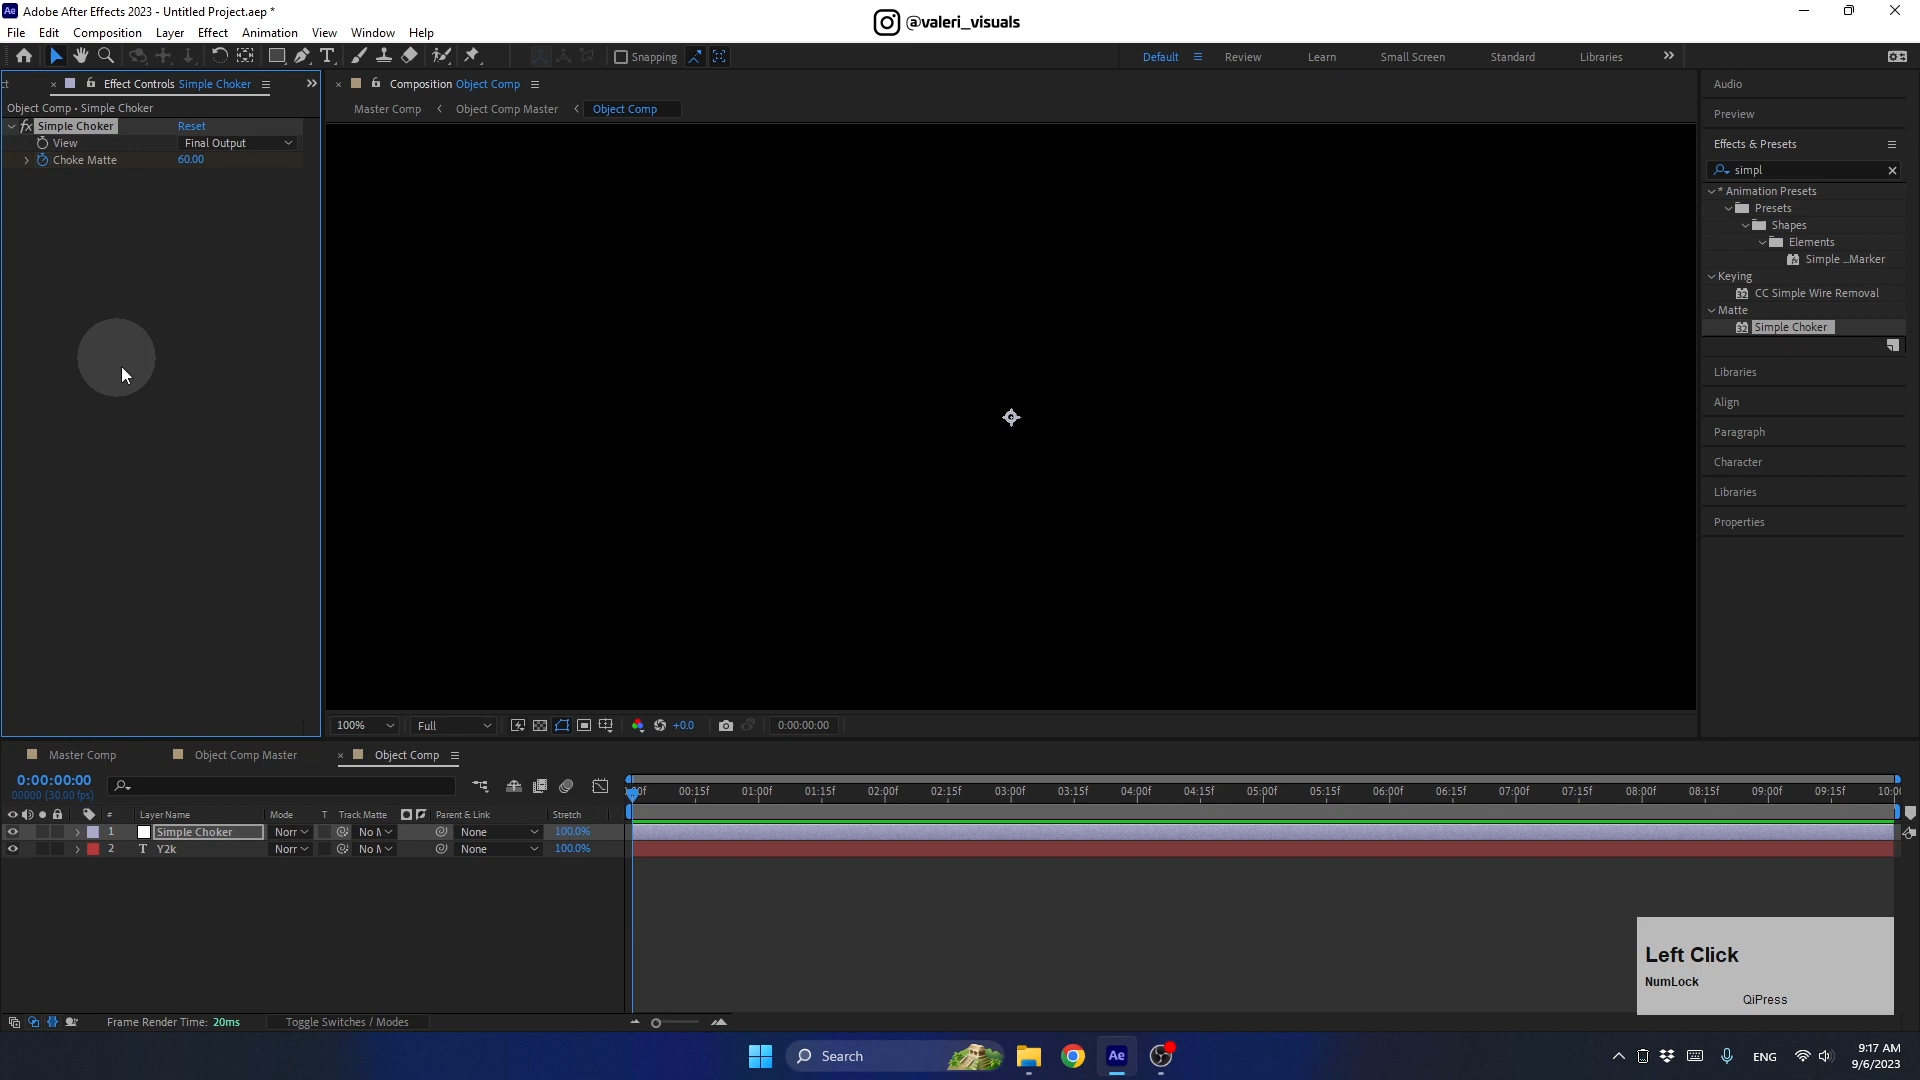 Ae Adobe After Effects 2023 - Untitled Project.aep *
@valeri_visuals
File Edit Composition Layer Effect Animation View Window Help
Snapping
Default Review Learn Small Screen Standard Libraries
Effect Controls Simple Choker
Composition Object Comp
Object Comp • Simple Choker
Master Comp Object Comp Master Object Comp
fx Simple Choker Reset
View Final Output
Choke Matte 60.00
Audio
Preview
Effects & Presets
simpl
* Animation Presets
Presets
Shapes
Elements
Simple ...Marker
Keying
CC Simple Wire Removal
Matte
Simple Choker
Libraries
Align
Paragraph
Character
Libraries
Properties
100% Full +0.0 0:00:00:00
Master Comp Object Comp Master Object Comp
0:00:00:00
00000 (30.00 fps)
00:15f 01:00f 01:15f 02:00f 02:15f 03:00f 03:15f 04:00f 04:15f 05:00f 05:15f 06:00f 06:15f 07:00f 07:15f 08:00f 08:15f 09:00f 09:15f
# Layer Name Mode T Track Matte Parent & Link Stretch
1 Simple Choker Norr None 100.0%
2 T Y2k Norr None 100.0%
Left Click
NumLock
QiPress
Frame Render Time: 20ms Toggle Switches / Modes
Search
Ae
ENG
9:17 AM
9/6/2023